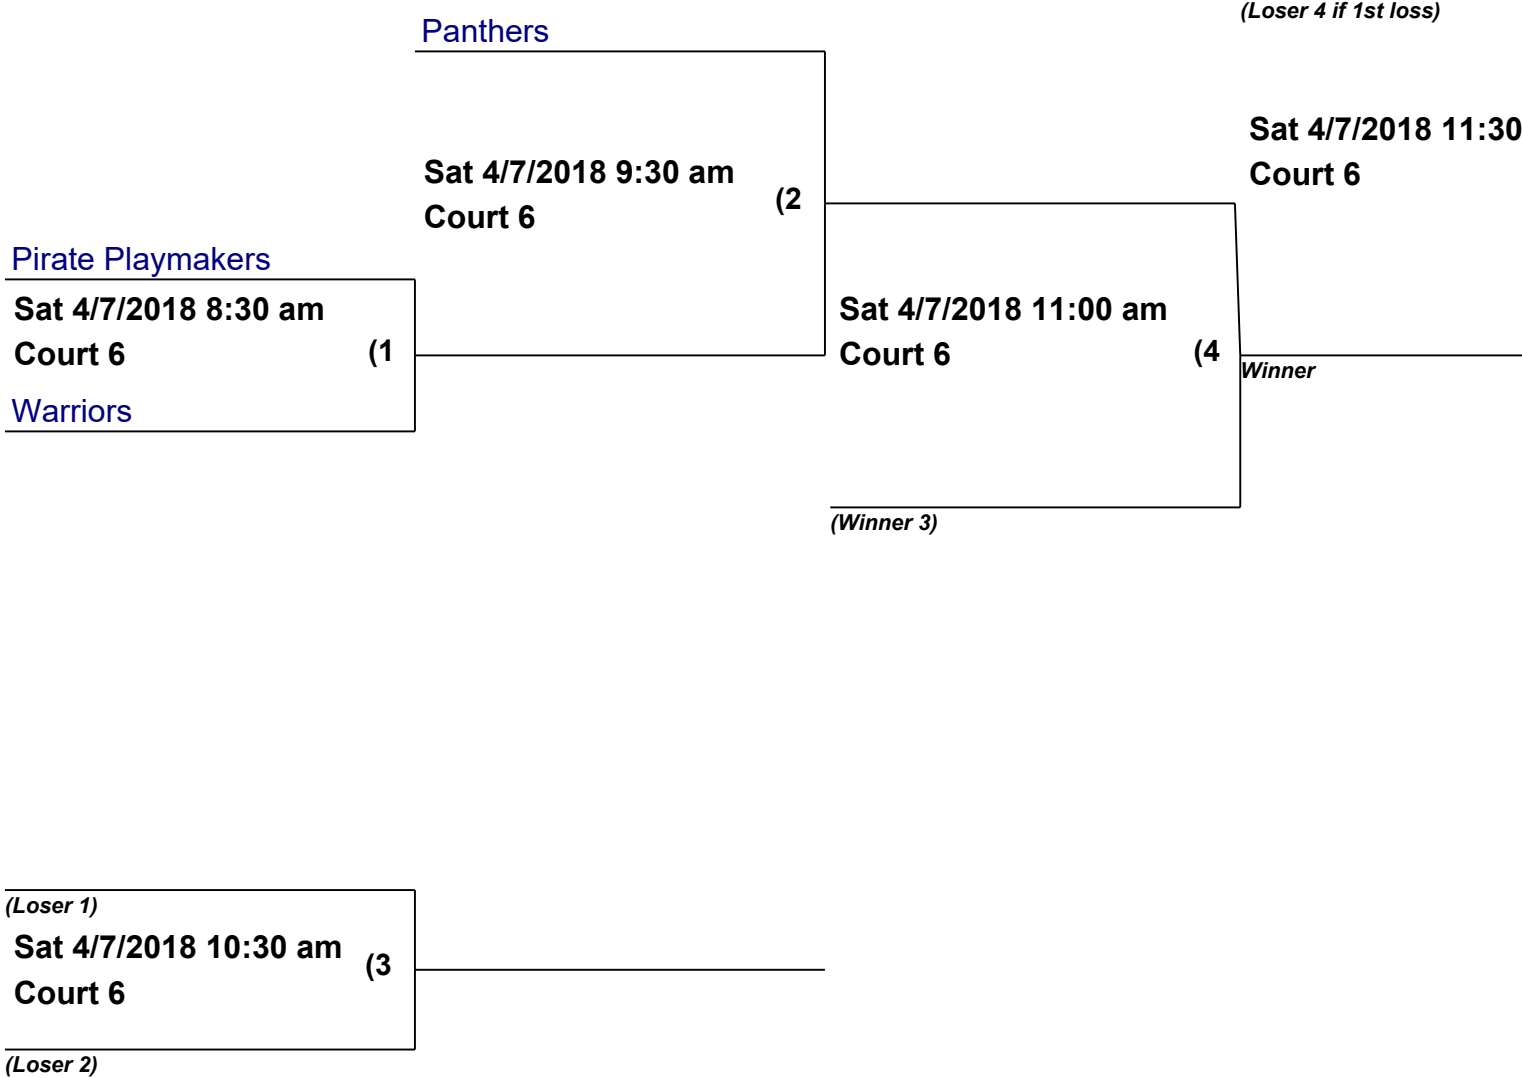 (Loser 4 if 1st loss)
Panthers
Sat 4/7/2018 11:30
Court 6
Sat 4/7/2018 9:30 am
Court 6
(2
Pirate Playmakers
Sat 4/7/2018 8:30 am
Court 6
(1
Warriors
Sat 4/7/2018 11:00 am
Court 6
(4
Winner
(Winner 3)
(Loser 1)
Sat 4/7/2018 10:30 am
Court 6
(3
(Loser 2)